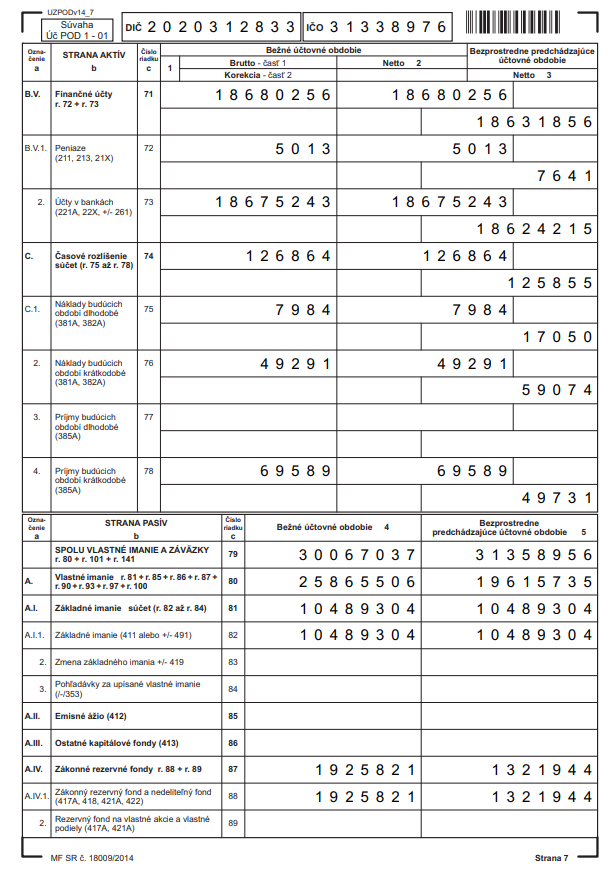 UZPODv14_7
Súvaha
Úč POD 1 - 01
DIČ 2020312833 IČO 31338976
Ozna-
čenie
a
STRANA AKTÍV
b
Číslo
riadku
c
Bežné účtovné obdobie
1 Brutto - časť 1
Korekcia - časť 2
Netto 2
Bezprostredne predchádzajúce
účtovné obdobie
Netto 3
B.V. Finančné účty
r. 72 + r. 73
71 18680256 18680256
18631856
B.V.1. Peniaze
(211, 213, 21X)
72 5013 5013
7641
2. Účty v bankách
(221A, 22X, +/- 261)
73 18675243 18675243
18624215
C. Časové rozlíšenie
súčet (r. 75 až r. 78)
74 126864 126864
125855
C.1. Náklady budúcich
období dlhodobé
(381A, 382A)
75 7984 7984
17050
2. Náklady budúcich
období krátkodobé
(381A, 382A)
76 49291 49291
59074
3. Príjmy budúcich
období dlhodobé
(385A)
77
4. Príjmy budúcich
období krátkodobé
(385A)
78 69589 69589
49731
Ozna-
čenie
a
STRANA PASÍV
b
Číslo
riadku
c
Bežné účtovné obdobie 4
Bezprostredne
predchádzajúce účtovné obdobie 5
SPOLU VLASTNÉ IMANIE A ZÁVÄZKY
r. 80 + r. 101 + r. 141
79 30067037 31358956
A. Vlastné imanie r. 81 + r. 85 + r. 86 + r. 87 +
r. 90 + r. 93 + r. 97 + r. 100
80 25865506 19615735
A.I. Základné imanie súčet (r. 82 až r. 84) 81 10489304 10489304
A.I.1. Základné imanie (411 alebo +/- 491) 82 10489304 10489304
2. Zmena základného imania +/- 419 83
3. Pohľadávky za upísané vlastné imanie
(/-/353)
84
A.II. Emisné ážio (412) 85
A.III. Ostatné kapitálové fondy (413) 86
A.IV. Zákonné rezervné fondy r. 88 + r. 89 87 1925821 1321944
A.IV.1. Zákonný rezervný fond a nedeliteľný fond
(417A, 418, 421A, 422)
88 1925821 1321944
2. Rezervný fond na vlastné akcie a vlastné
podiely (417A, 421A)
89
MF SR č. 18009/2014 Strana 7